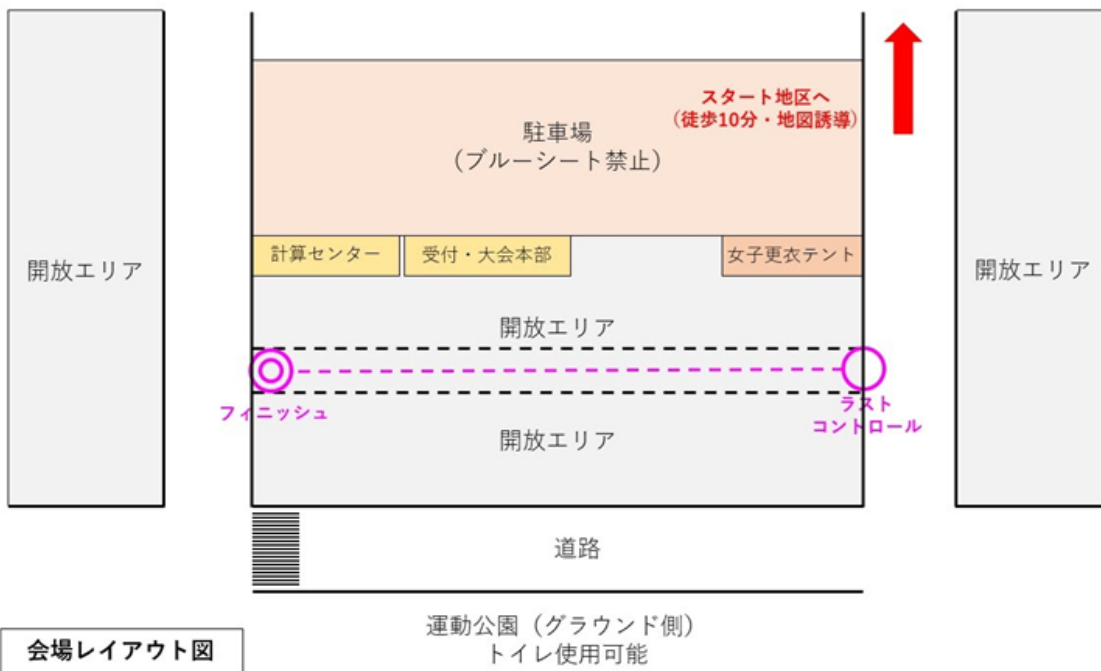 スタート地区へ
(徒歩10分・地図誘導)
駐車場
(ブルーシート禁止)
計算センター
受付・大会本部
女子更衣テント
開放エリア
開放エリア
開放エリア
フィニッシュ
ラスト
コントロール
開放エリア
道路
運動公園（グラウンド側）
トイレ使用可能
会場レイアウト図